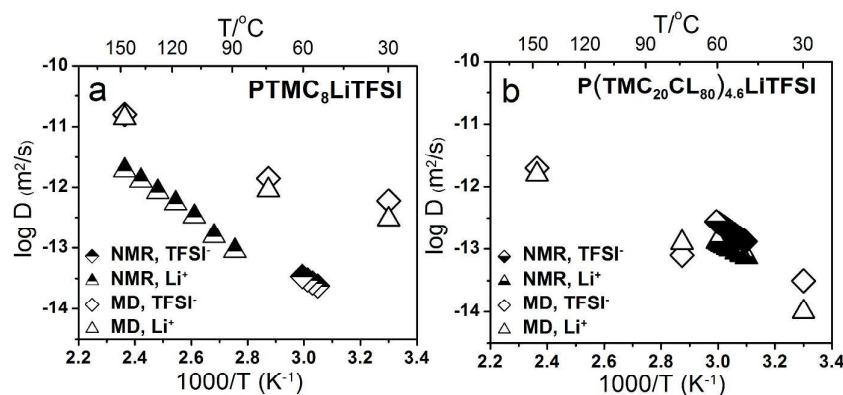 T/°C
150 120 90 60 30
-10
a
PTMC8LiTFSI
-11
-12
log D (m2/s)
-13
NMR, TFSI-
NMR, Li+
MD, TFSI-
MD, Li+
-14
2.2 2.4 2.6 2.8 3.0 3.2 3.4
1000/T (K-1)
T/°C
150 120 90 60 30
-10
b
P(TMC20CL80)4.6LiTFSI
-11
-12
log D (m2/s)
-13
NMR, TFSI-
NMR, Li+
MD, TFSI-
MD, Li+
-14
2.2 2.4 2.6 2.8 3.0 3.2 3.4
1000/T (K-1)